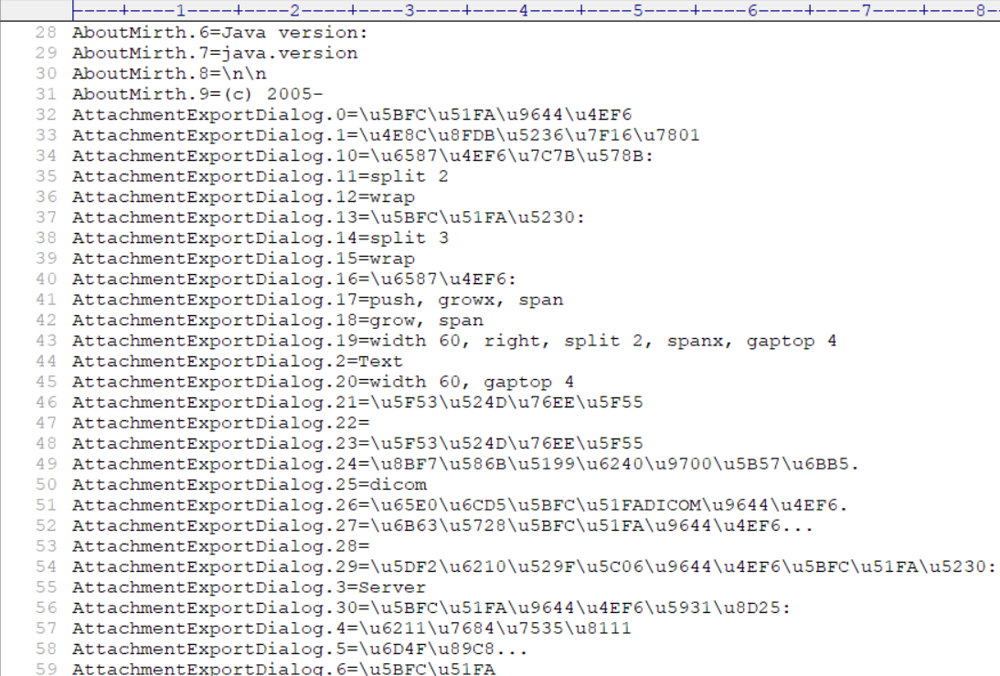 |----+----1----+----2----+----3----+----4----+----5----+----6----+----7----+----8-
28 AboutMirth.6=Java version:
29 AboutMirth.7=java.version
30 AboutMirth.8=\n\n
31 AboutMirth.9=(c) 2005-
32 AttachmentExportDialog.0=\u5BFC\u51FA\u9644\u4EF6
33 AttachmentExportDialog.1=\u4E8C\u8FDB\u5236\u7F16\u7801
34 AttachmentExportDialog.10=\u6587\u4EF6\u7C7B\u578B:
35 AttachmentExportDialog.11=split 2
36 AttachmentExportDialog.12=wrap
37 AttachmentExportDialog.13=\u5BFC\u51FA\u5230:
38 AttachmentExportDialog.14=split 3
39 AttachmentExportDialog.15=wrap
40 AttachmentExportDialog.16=\u6587\u4EF6:
41 AttachmentExportDialog.17=push, growx, span
42 AttachmentExportDialog.18=grow, span
43 AttachmentExportDialog.19=width 60, right, split 2, spanx, gaptop 4
44 AttachmentExportDialog.2=Text
45 AttachmentExportDialog.20=width 60, gaptop 4
46 AttachmentExportDialog.21=\u5F53\u524D\u76EE\u5F55
47 AttachmentExportDialog.22=
48 AttachmentExportDialog.23=\u5F53\u524D\u76EE\u5F55
49 AttachmentExportDialog.24=\u8BF7\u586B\u5199\u6240\u9700\u5B57\u6BB5.
50 AttachmentExportDialog.25=dicom
51 AttachmentExportDialog.26=\u65E0\u6CD5\u5BFC\u51FADICOM\u9644\u4EF6.
52 AttachmentExportDialog.27=\u6B63\u5728\u5BFC\u51FA\u9644\u4EF6...
53 AttachmentExportDialog.28=
54 AttachmentExportDialog.29=\u5DF2\u6210\u529F\u5C06\u9644\u4EF6\u5BFC\u51FA\u5230:
55 AttachmentExportDialog.3=Server
56 AttachmentExportDialog.30=\u5BFC\u51FA\u9644\u4EF6\u5931\u8D25:
57 AttachmentExportDialog.4=\u6211\u7684\u7535\u8111
58 AttachmentExportDialog.5=\u6D4F\u89C8...
59 AttachmentExportDialog.6=\u5BFC\u51FA